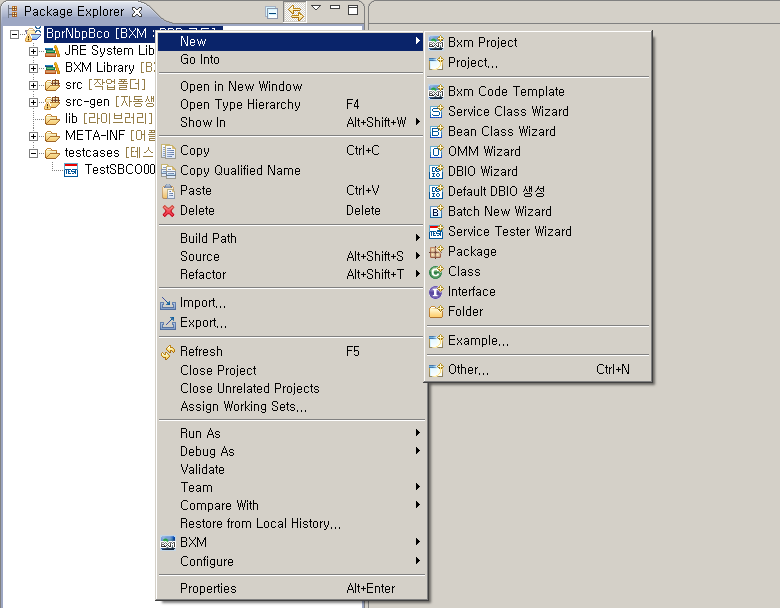 Package Explorer
BprNbpBco [BXM :
JRE System Lib
BXM Library [B
src [작업폴더]
src-gen [자동생
lib [라이브러리]
META-INF [어플
testcases [테스
TestSBCO00
New
Go Into
Open in New Window
Open Type Hierarchy F4
Show In Alt+Shift+W
Copy Ctrl+C
Copy Qualified Name
Paste Ctrl+V
Delete Delete
Build Path
Source Alt+Shift+S
Refactor Alt+Shift+T
Import...
Export...
Refresh F5
Close Project
Close Unrelated Projects
Assign Working Sets...
Run As
Debug As
Validate
Team
Compare With
Restore from Local History...
BXM
Configure
Properties Alt+Enter
Bxm Project
Project...
Bxm Code Template
Service Class Wizard
Bean Class Wizard
OMM Wizard
DBIO Wizard
Default DBIO 생성
Batch New Wizard
Service Tester Wizard
Package
Class
Interface
Folder
Example...
Other... Ctrl+N